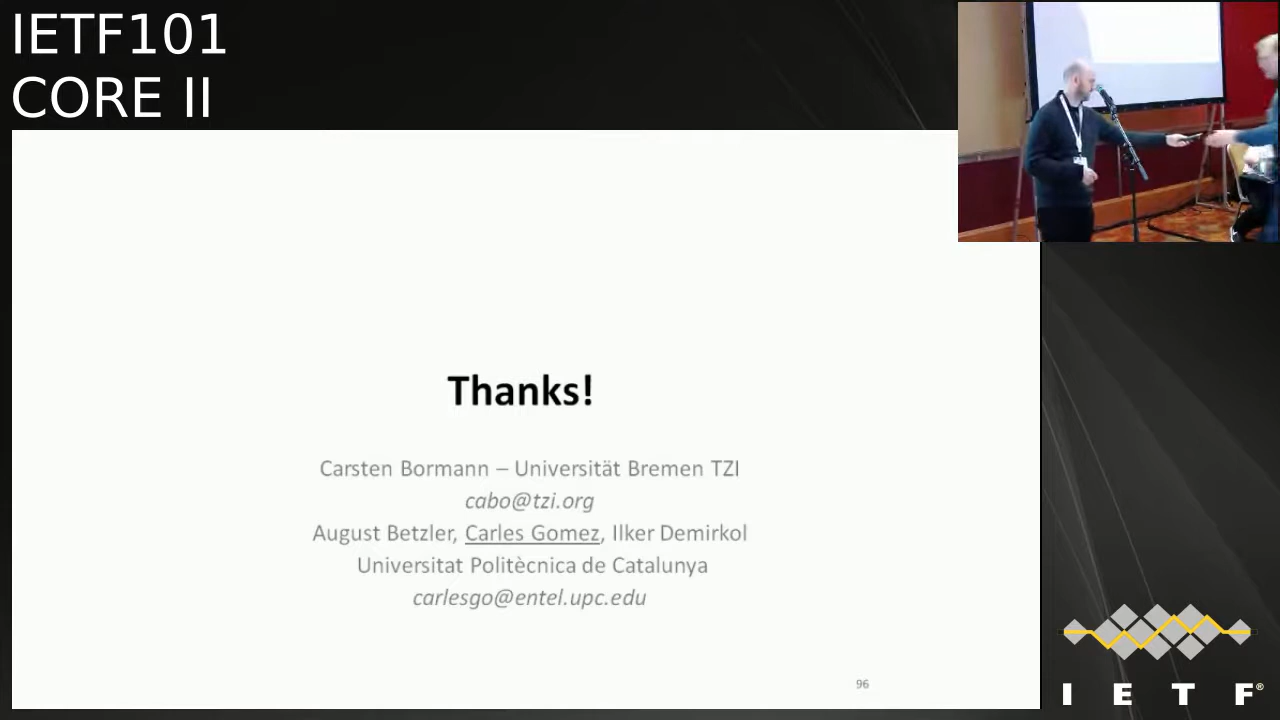 IETF101
CORE II
Thanks!
Carsten Bormann – Universität Bremen TZI
cabo@tzi.org
August Betzler, Carles Gomez, Ilker Demirkol
Universitat Politècnica de Catalunya
carlesgo@entel.upc.edu
96
I E T F®